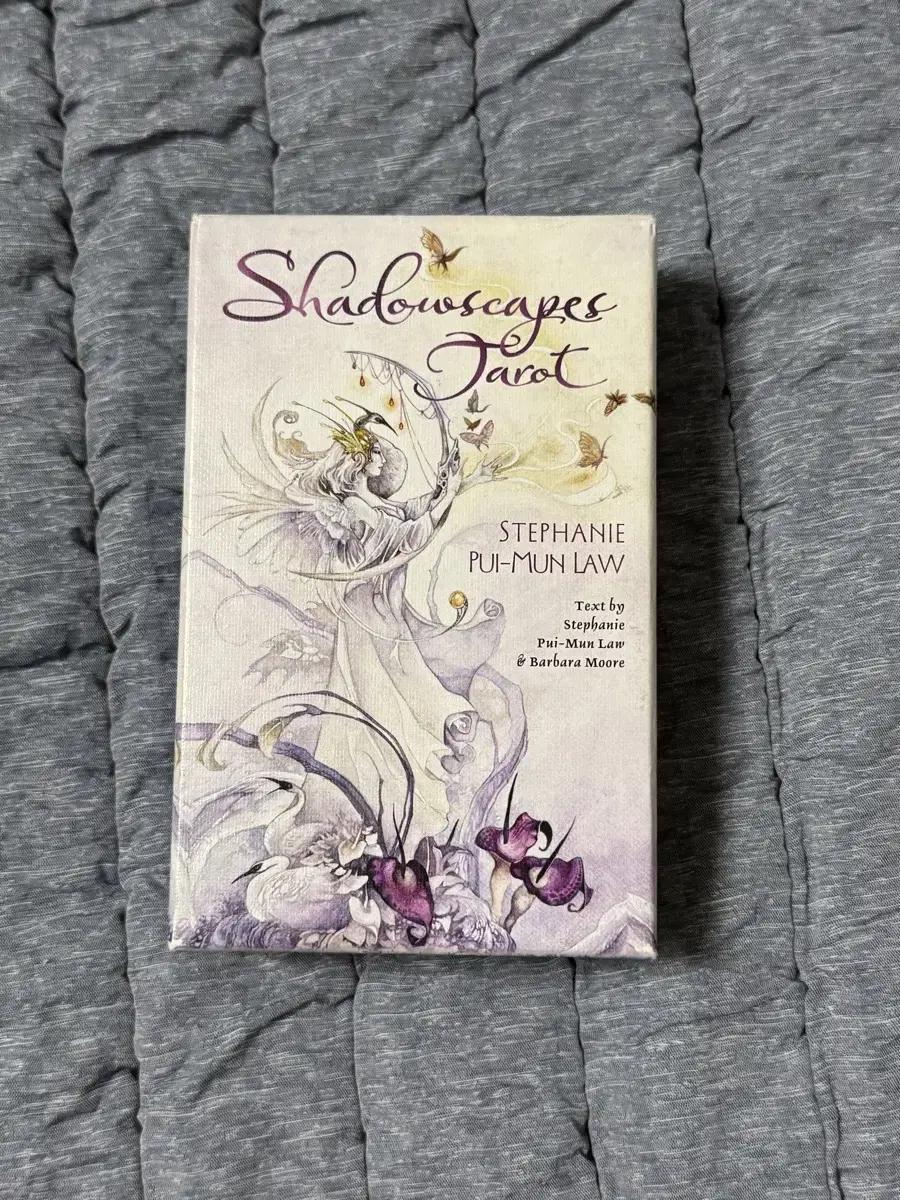 Shadowscapes
Tarot
STEPHANIE
PUI-MUN LAW
Text by
Stephanie
Pui-Mun Law
& Barbara Moore